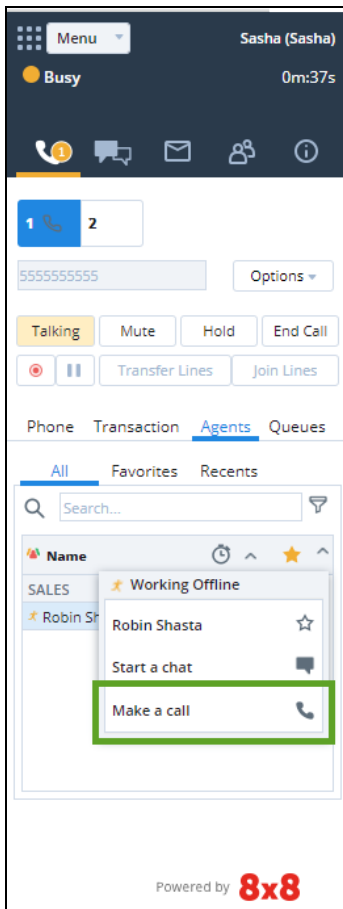 Menu Sasha (Sasha)
Busy 0m:37s
1
1 2
5555555555 Options
Talking Mute Hold End Call
Transfer Lines Join Lines
Phone Transaction Agents Queues
All Favorites Recents
Search...
Name
SALES Working Offline
Robin Sh Robin Shasta
Start a chat
Make a call
Powered by 8x8